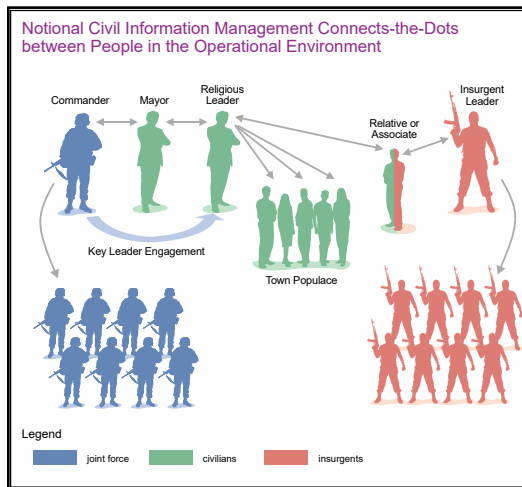 Notional Civil Information Management Connects-the-Dots
between People in the Operational Environment
Commander
Mayor
Religious
Leader
Relative or
Associate
Insurgent
Leader
Key Leader Engagement
Town Populace
Legend
joint force
civilians
insurgents